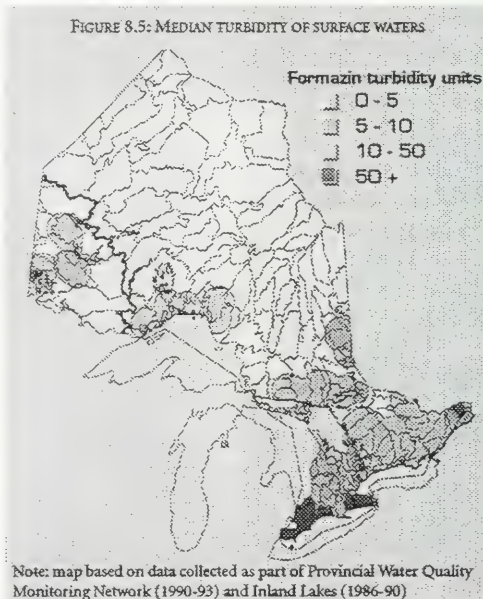 FIGURE 8.5: MEDIAN TURBIDITY OF SURFACE WATERS
Formazin turbidity units
0 - 5
5 - 10
10 - 50
50 +
Note: map based on data collected as part of Provincial Water Quality
Monitoring Network (1990-93) and Inland Lakes (1986-90)